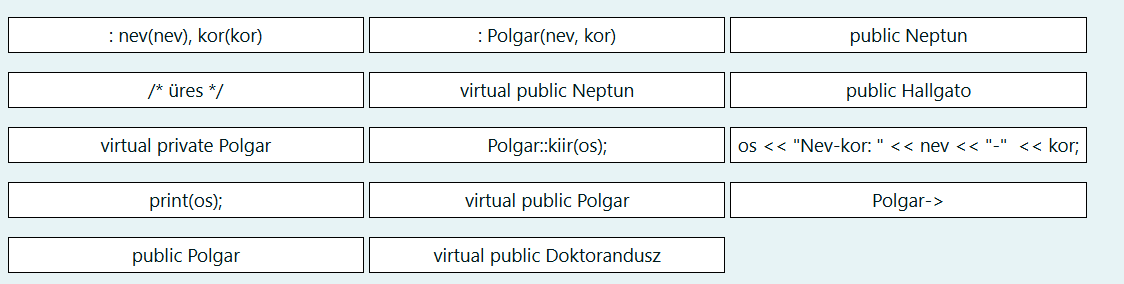 : nev(nev), kor(kor)
: Polgar(nev, kor)
public Neptun
/* üres */
virtual public Neptun
public Hallgato
virtual private Polgar
Polgar::kiir(os);
os << "Nev-kor: " << nev << "-"  << kor;
print(os);
virtual public Polgar
Polgar->
public Polgar
virtual public Doktorandusz